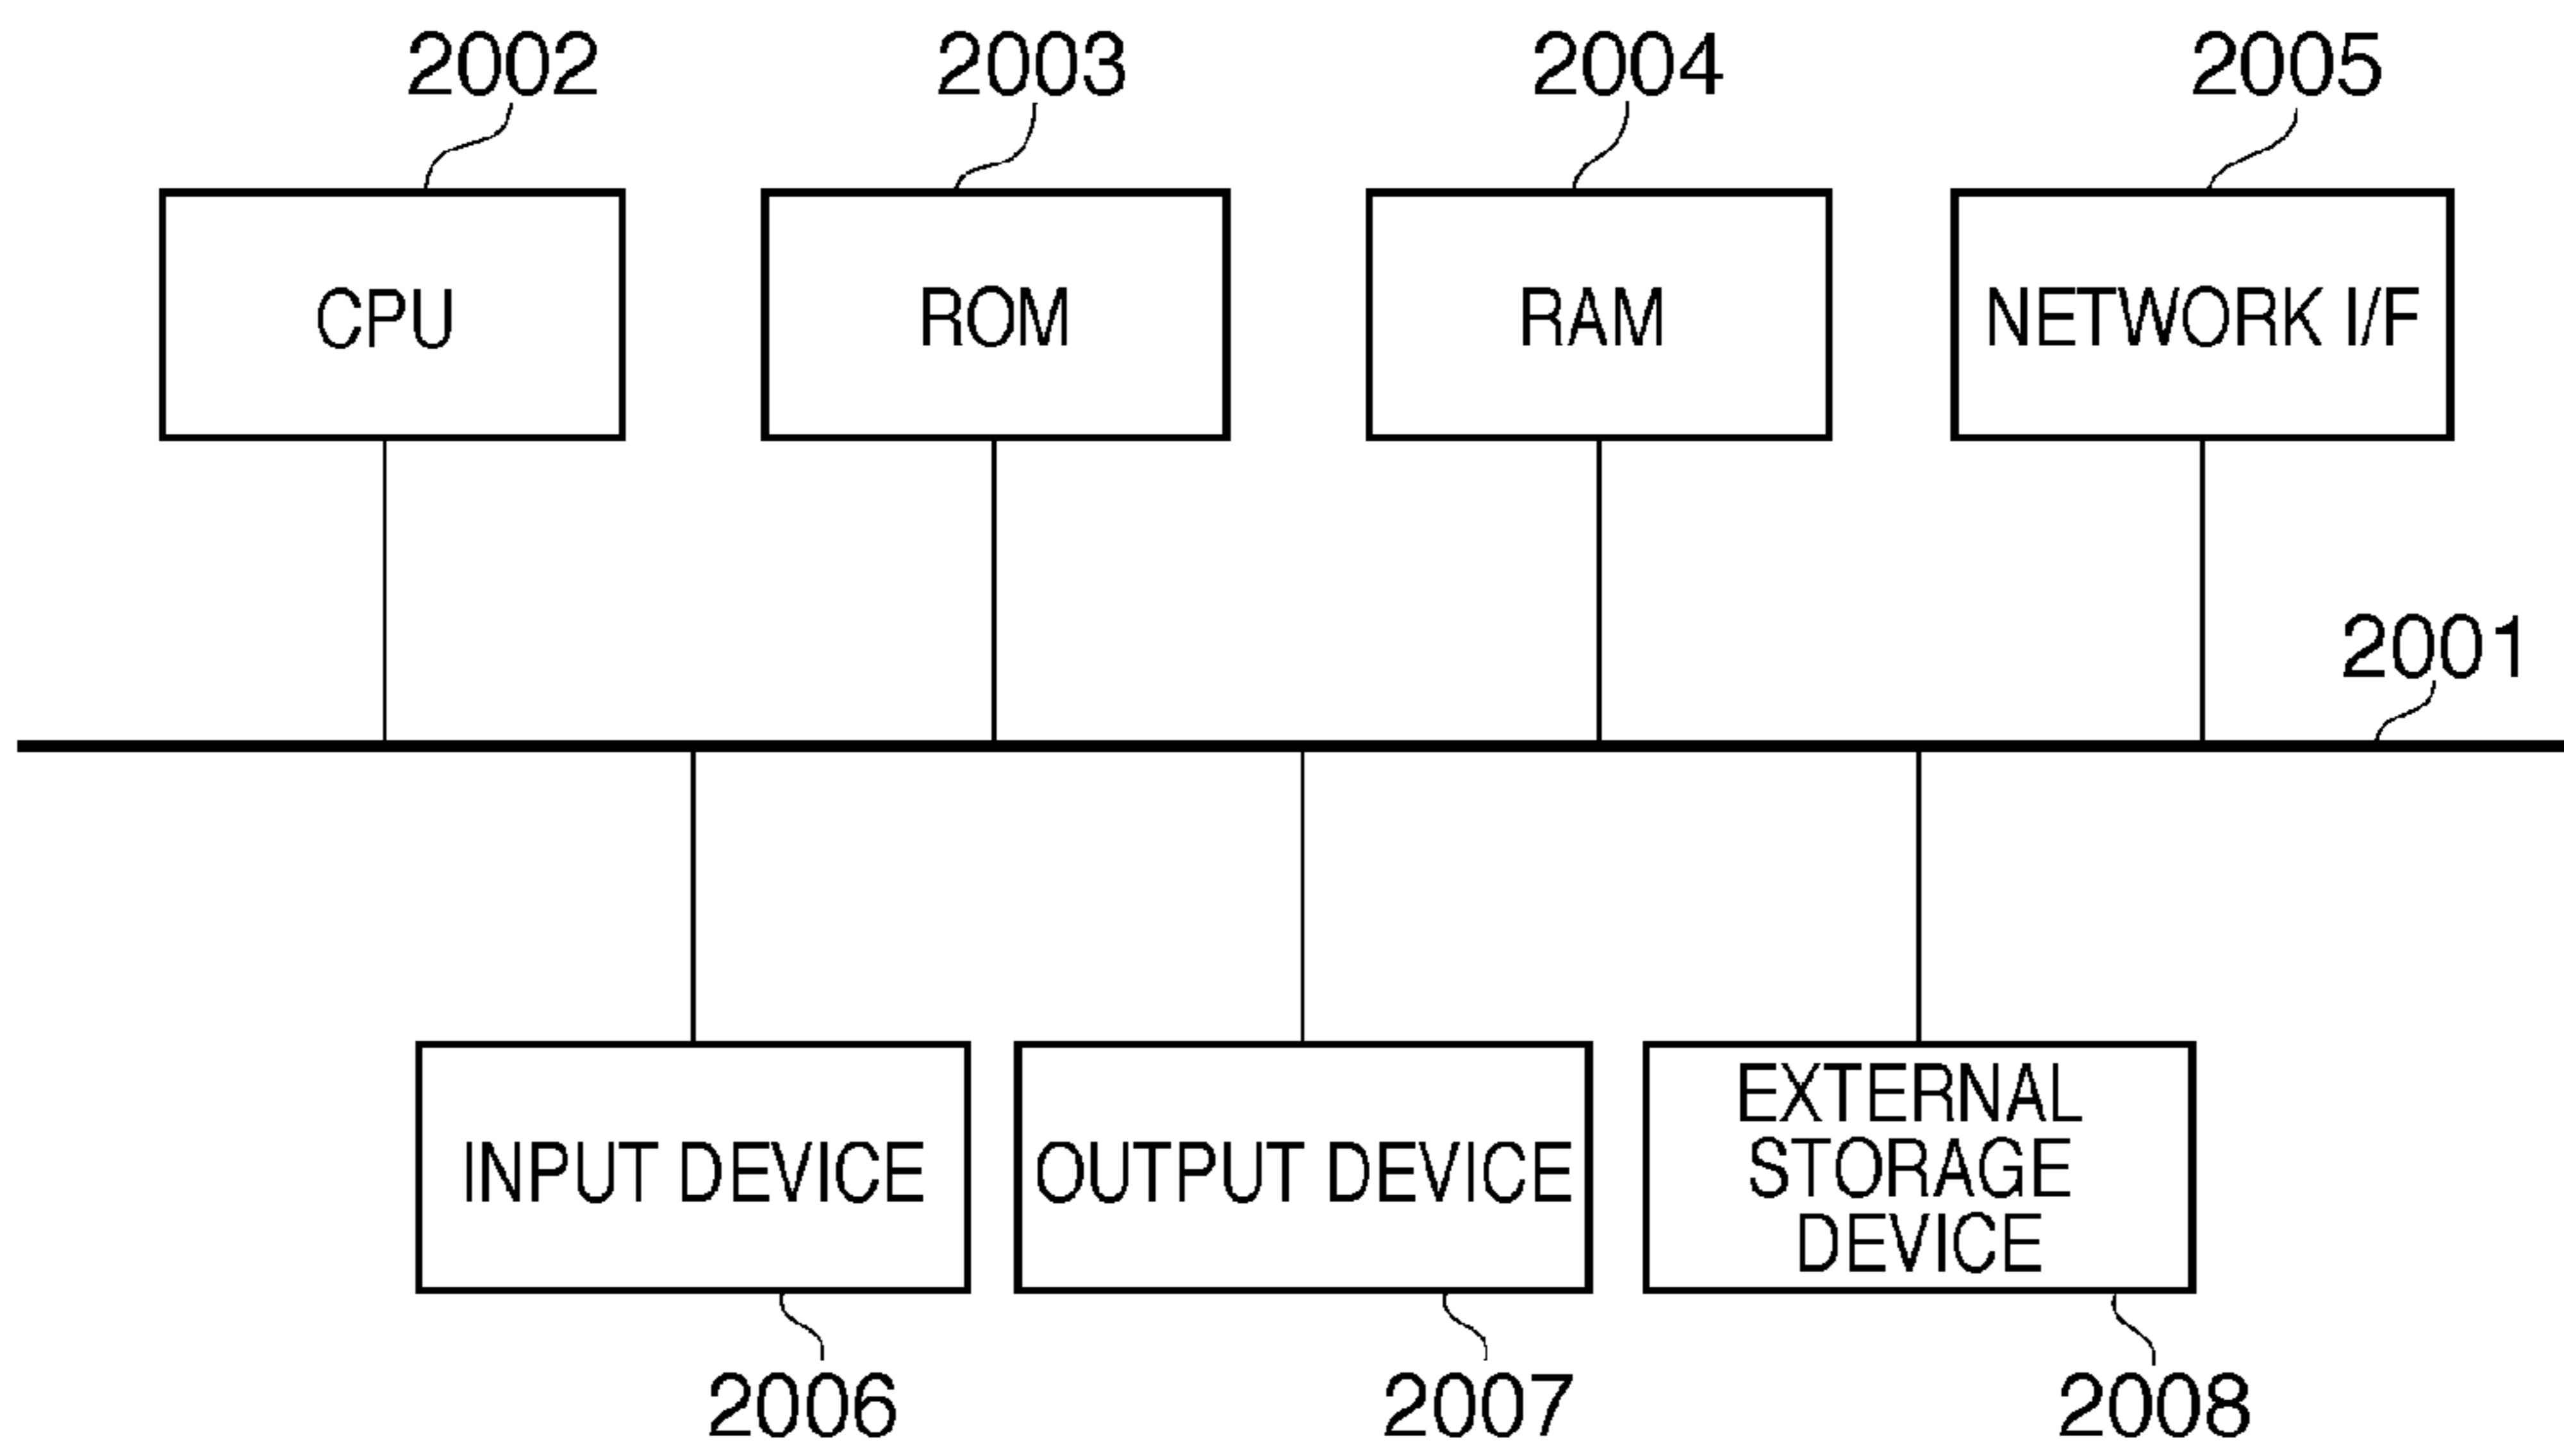 2002
2003
2004
2005
CPU
ROM
RAM
NETWORK I/F
2001
INPUT DEVICE
OUTPUT DEVICE
EXTERNAL
STORAGE
DEVICE
2006
2007
2008